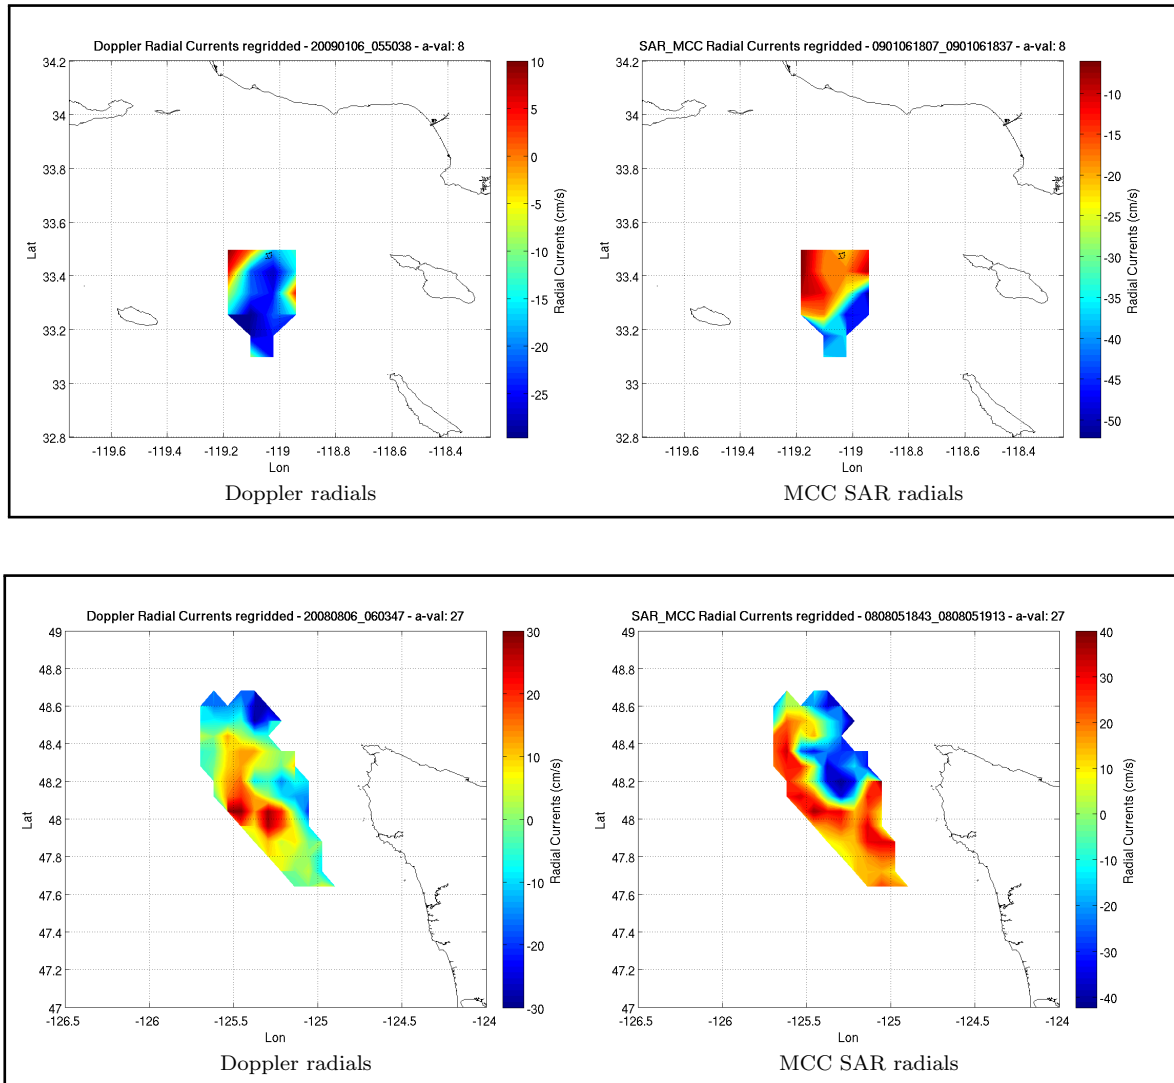 Doppler Radial Currents regridded - 20090106_055038 - a-val: 8
34.2
34
33.8
33.6
33.4
33.2
33
32.8
Lat
-119.6 -119.4 -119.2 -119 -118.8 -118.6 -118.4
Lon
10
5
0
-5
-10
-15
-20
-25
Radial Currents (cm/s)
Doppler radials
SAR_MCC Radial Currents regridded - 0901061807_0901061837 - a-val: 8
34.2
34
33.8
33.6
33.4
33.2
33
32.8
Lat
-119.6 -119.4 -119.2 -119 -118.8 -118.6 -118.4
Lon
-10
-15
-20
-25
-30
-35
-40
-45
-50
Radial Currents (cm/s)
MCC SAR radials
Doppler Radial Currents regridded - 20080806_060347 - a-val: 27
49
48.8
48.6
48.4
48.2
48
47.8
47.6
47.4
47.2
47
Lat
-126.5 -126 -125.5 -125 -124.5 -124
Lon
30
20
10
0
-10
-20
-30
Radial Currents (cm/s)
Doppler radials
SAR_MCC Radial Currents regridded - 0808051843_0808051913 - a-val: 27
49
48.8
48.6
48.4
48.2
48
47.8
47.6
47.4
47.2
47
Lat
-126.5 -126 -125.5 -125 -124.5 -124
Lon
40
30
20
10
0
-10
-20
-30
-40
Radial Currents (cm/s)
MCC SAR radials